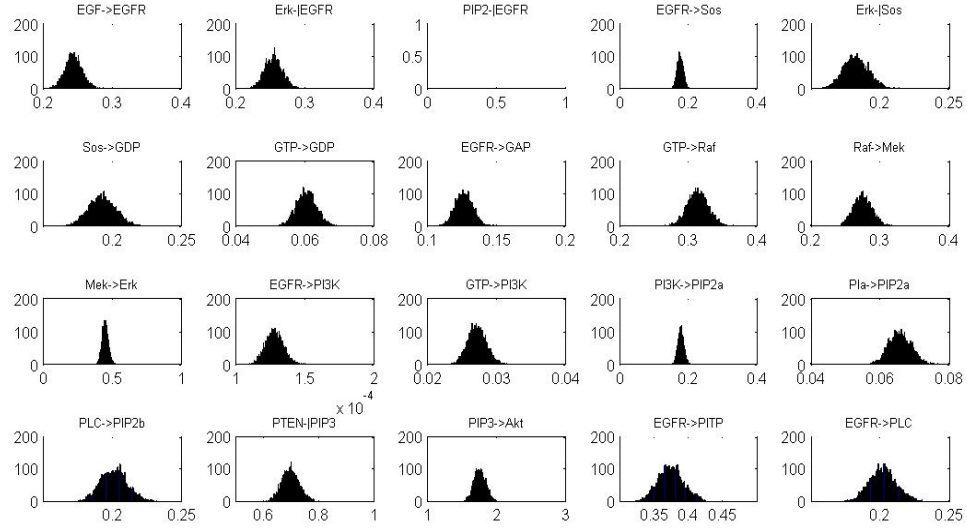 EGF->EGFR Erk-|EGFR PIP2-|EGFR EGFR->Sos Erk-|Sos
200 200 1 200 200
100 100 0.5 100 100
0 0 0 0 0
0.2 0.3 0.4 0.2 0.3 0.4 0 0.5 1 0 0.2 0.4 0.2 0.25
Sos->GDP GTP->GDP EGFR->GAP GTP->Raf Raf->Mek
200 200 200 200 200
100 100 100 100 100
0 0 0 0 0
0.2 0.25 0.04 0.06 0.08 0.1 0.15 0.2 0.2 0.3 0.4 0.2 0.3 0.4
Mek->Erk EGFR->PI3K GTP->PI3K PI3K->PIP2a Pla->PIP2a
200 200 200 200 200
100 100 100 100 100
0 0 0 0 0
0 0.5 1 1 1.5 2 0.02 0.03 0.04 0 0.2 0.4 0.04 0.06 0.08
x 10-4
PLC->PIP2b PTEN-|PIP3 PIP3->Akt EGFR->PITP EGFR->PLC
200 200 200 200 200
100 100 100 100 100
0 0 0 0 0
0.2 0.25 0.6 0.8 1 1 2 3 0.35 0.4 0.45 0.2 0.25